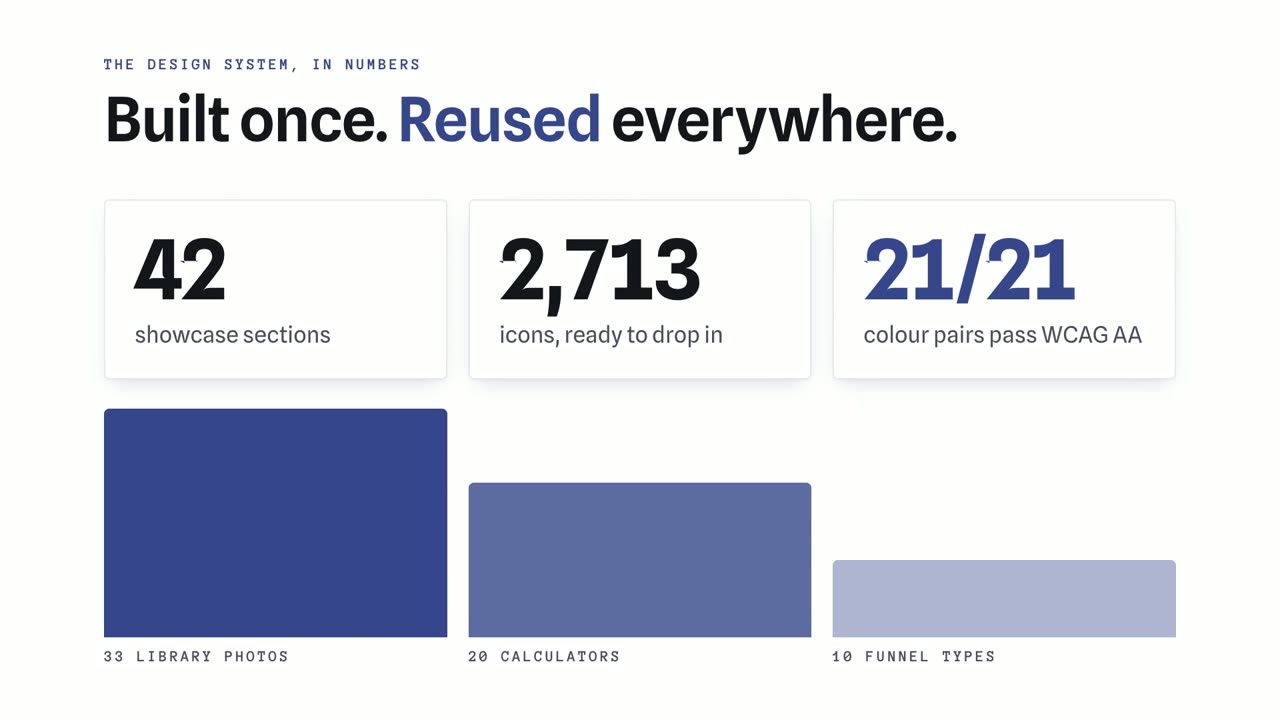 THE DESIGN SYSTEM, IN NUMBERS
Built once. Reused everywhere.
42
showcase sections
2,713
icons, ready to drop in
21/21
colour pairs pass WCAG AA
33 LIBRARY PHOTOS
20 CALCULATORS
10 FUNNEL TYPES